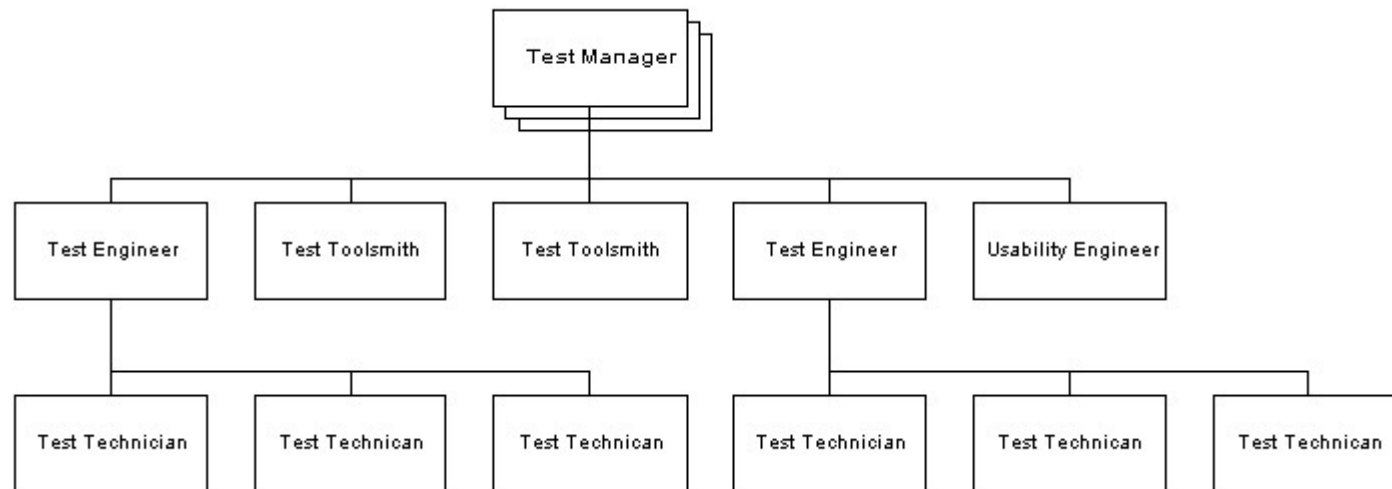 Test Manager
Test Engineer
Test Toolsmith
Test Toolsmith
Test Engineer
Usability Engineer
Test Technician
Test Technican
Test Technican
Test Technician
Test Technican
Test Technican